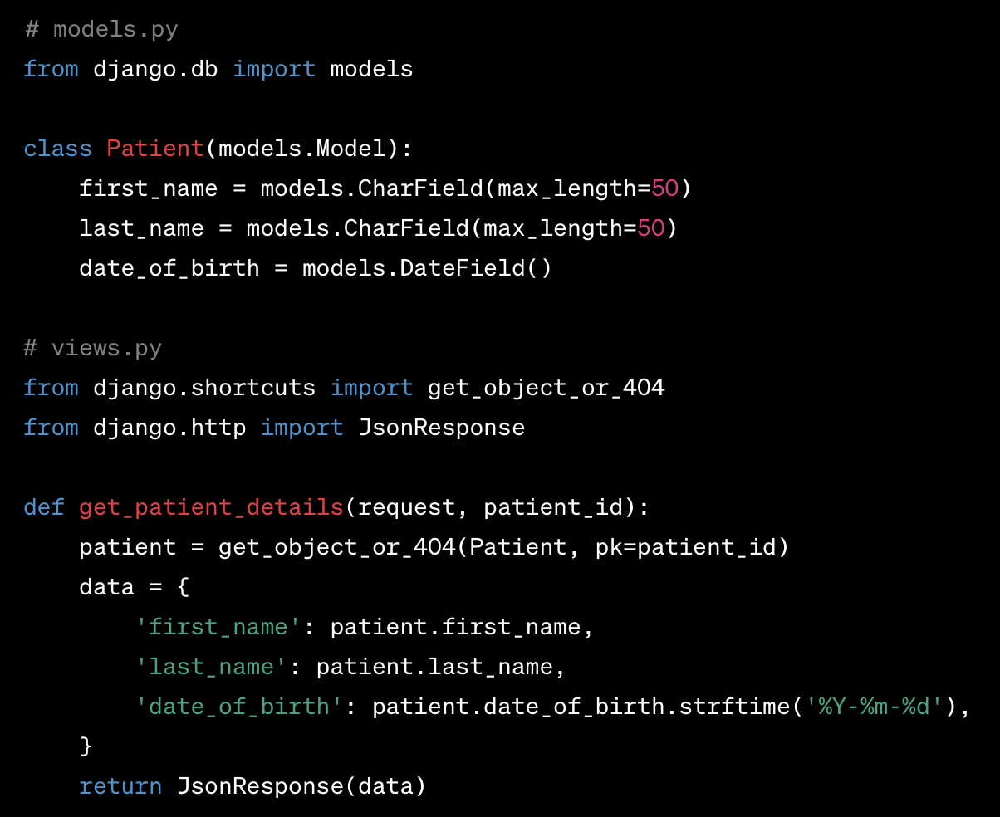 # models.py
from django.db import models
class Patient(models.Model):
    first_name = models.CharField(max_length=50)
    last_name = models.CharField(max_length=50)
    date_of_birth = models.DateField()
# views.py
from django.shortcuts import get_object_or_404
from django.http import JsonResponse
def get_patient_details(request, patient_id):
    patient = get_object_or_404(Patient, pk=patient_id)
    data = {
        'first_name': patient.first_name,
        'last_name': patient.last_name,
        'date_of_birth': patient.date_of_birth.strftime('%Y-%m-%d'),
    }
    return JsonResponse(data)